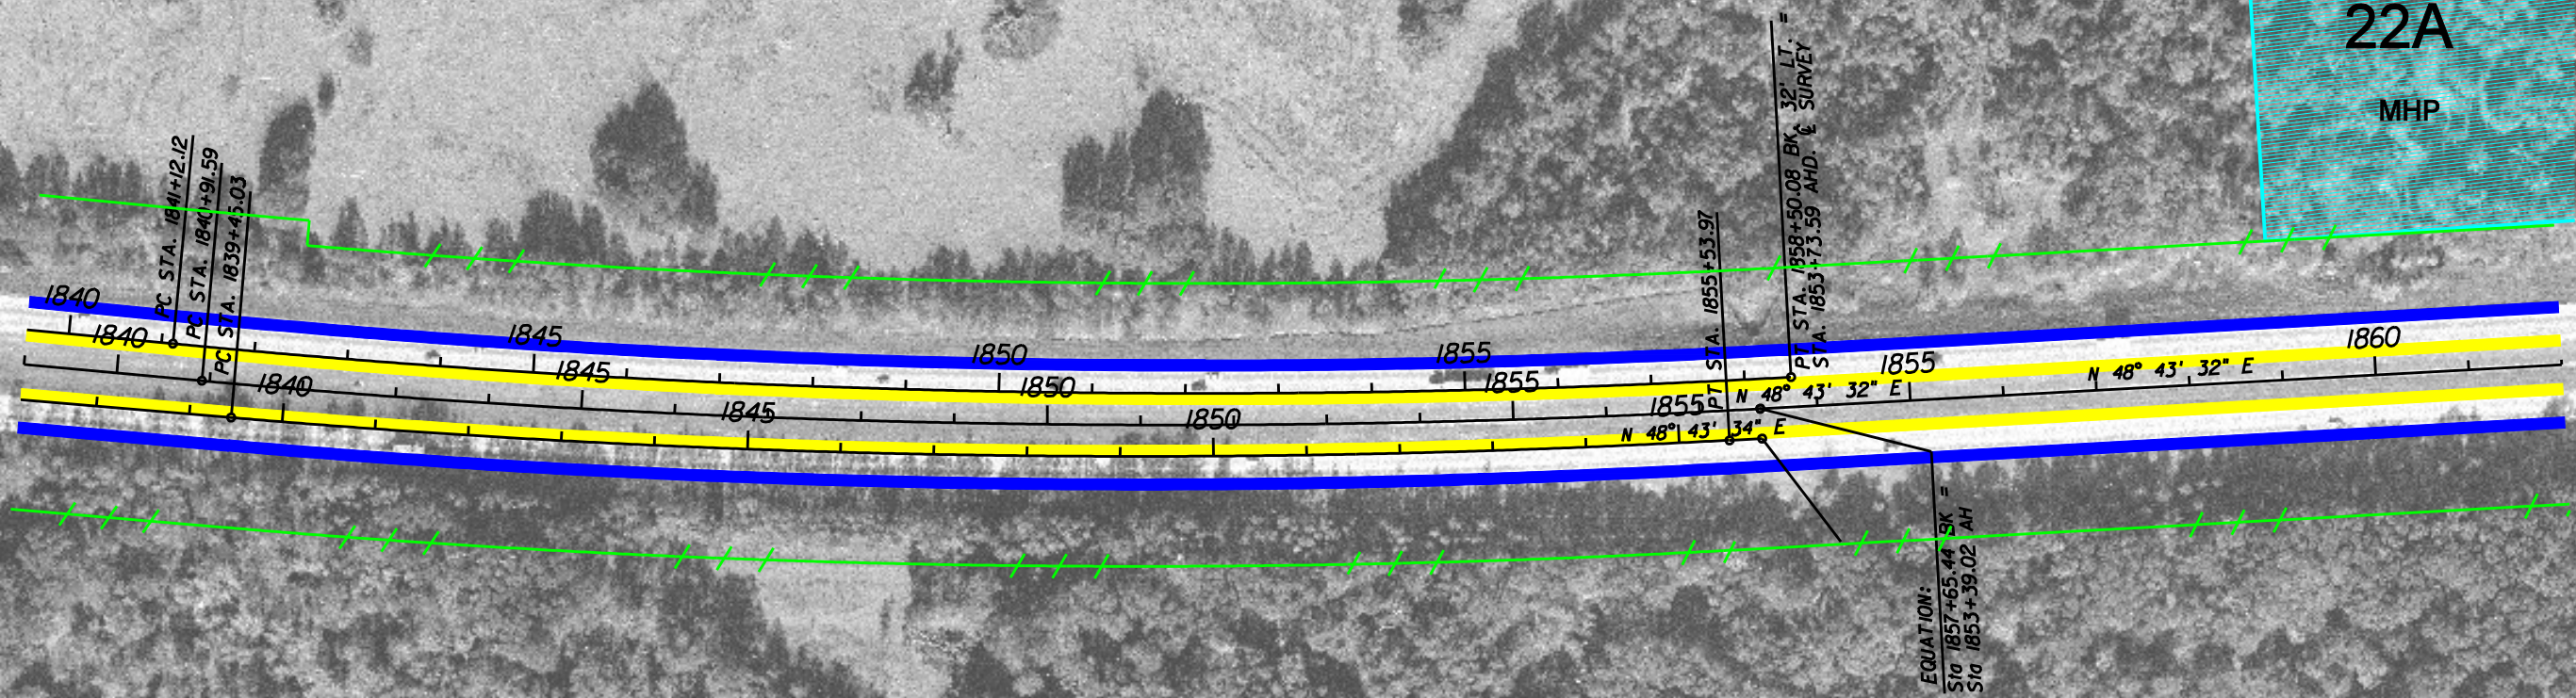 22A
MHP
PC STA. 1841+12.12
PC STA. 1840+91.59
PC STA. 1839+45.03
PT STA. 1855+53.97
PT STA. 1858+50.08 BK. 32' LT. =
STA. 1853+73.59 AHD. ℄ SURVEY
1840
1845
1850
1855
1860
1840
1845
1850
1855
1855
1840
1845
1850
1855
N 48° 43' 32" E
N 48° 43' 32" E
N 48° 43' 34" E
EQUATION:
Sta 1857+65.44 BK =
Sta 1853+39.02 AH